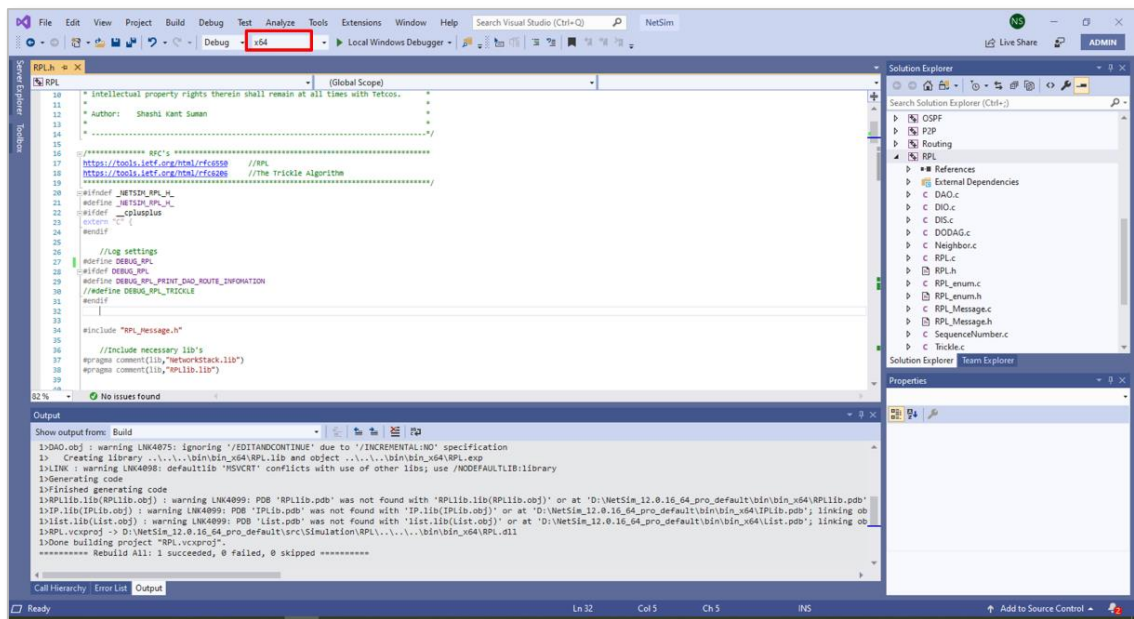 File Edit View Project Build Debug Test Analyze Tools Extensions Window Help Search Visual Studio (Ctrl+Q) NetSim NS
Debug x64 Local Windows Debugger Live Share ADMIN
Server Explorer
Toolbox
RPL.h
RPL (Global Scope)
10 * intellectual property rights therein shall remain at all times with Tetcos. *
11 * *
12 * Author: Shashi Kant Suman *
13 * *
14 * ---------------------------------------------------------------------------*/
15
16 /************** RFC's *******************************************
17 https://tools.ietf.org/html/rfc6550 //RPL
18 https://tools.ietf.org/html/rfc6206 //The Trickle Algorithm
19 *****************************************************************/
20 #ifndef _NETSIM_RPL_H_
21 #define _NETSIM_RPL_H_
22 #ifdef __cplusplus
23 extern "C" {
24 #endif
25
26 //Log settings
27 #define DEBUG_RPL
28 #ifdef DEBUG_RPL
29 #define DEBUG_RPL_PRINT_DAO_ROUTE_INFOMATION
30 //#define DEBUG_RPL_TRICKLE
31 #endif
32
33
34 #include "RPL_Message.h"
35
36 //Include necessary lib's
37 #pragma comment(lib,"NetworkStack.lib")
38 #pragma comment(lib,"RPLlib.lib")
39
82 % No issues found
Solution Explorer
Search Solution Explorer (Ctrl+;)
OSPF
P2P
Routing
RPL
References
External Dependencies
C DAO.c
C DIO.c
C DIS.c
C DODAG.c
C Neighbor.c
C RPL.c
RPL.h
C RPL_enum.c
RPL_enum.h
C RPL_Message.c
RPL_Message.h
C SequenceNumber.c
C Trickle.c
Solution Explorer Team Explorer
Properties
Output
Show output from: Build
1>DAO.obj : warning LNK4075: ignoring '/EDITANDCONTINUE' due to '/INCREMENTAL:NO' specification
1> Creating library ..\..\..\bin\bin_x64\RPL.lib and object ..\..\..\bin\bin_x64\RPL.exp
1>LINK : warning LNK4098: defaultlib 'MSVCRT' conflicts with use of other libs; use /NODEFAULTLIB:library
1>Generating code
1>Finished generating code
1>RPLlib.lib(RPLlib.obj) : warning LNK4099: PDB 'RPLlib.pdb' was not found with 'RPLlib.lib(RPLlib.obj)' or at 'D:\NetSim_12.0.16_64_pro_default\bin\bin_x64\RPLlib.pdb'
1>IP.lib(IPLib.obj) : warning LNK4099: PDB 'IPLib.pdb' was not found with 'IP.lib(IPLib.obj)' or at 'D:\NetSim_12.0.16_64_pro_default\bin\bin_x64\IPLib.pdb'; linking ob
1>list.lib(List.obj) : warning LNK4099: PDB 'List.pdb' was not found with 'list.lib(List.obj)' or at 'D:\NetSim_12.0.16_64_pro_default\bin\bin_x64\List.pdb'; linking ob
1>RPL.vcxproj -> D:\NetSim_12.0.16_64_pro_default\src\Simulation\RPL\..\..\..\bin\bin_x64\RPL.dll
1>Done building project "RPL.vcxproj".
========== Rebuild All: 1 succeeded, 0 failed, 0 skipped ==========
Call Hierarchy Error List Output
Ready Ln 32 Col 5 Ch 5 INS Add to Source Control 2